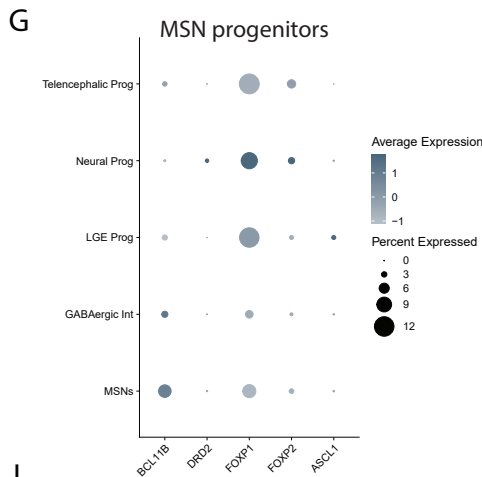 G
MSN progenitors
Telencephalic Prog
Neural Prog
LGE Prog
GABAergic Int
MSNs
BCL11B
DRD2
FOXP1
FOXP2
ASCL1
Average Expression
1
0
−1
Percent Expressed
0
3
6
9
12